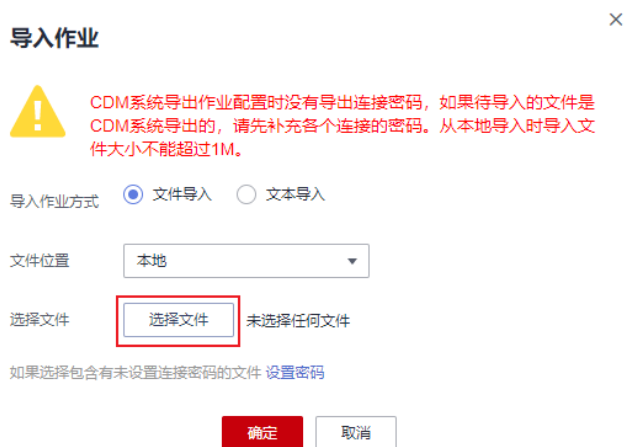 导入作业
CDM系统导出作业配置时没有导出连接密码，如果待导入的文件是
CDM系统导出的，请先补充各个连接的密码。从本地导入时导入文
件大小不能超过1M。
导入作业方式 文件导入 文本导入
文件位置 本地
选择文件 选择文件 未选择任何文件
如果选择包含有未设置连接密码的文件 设置密码
确定 取消